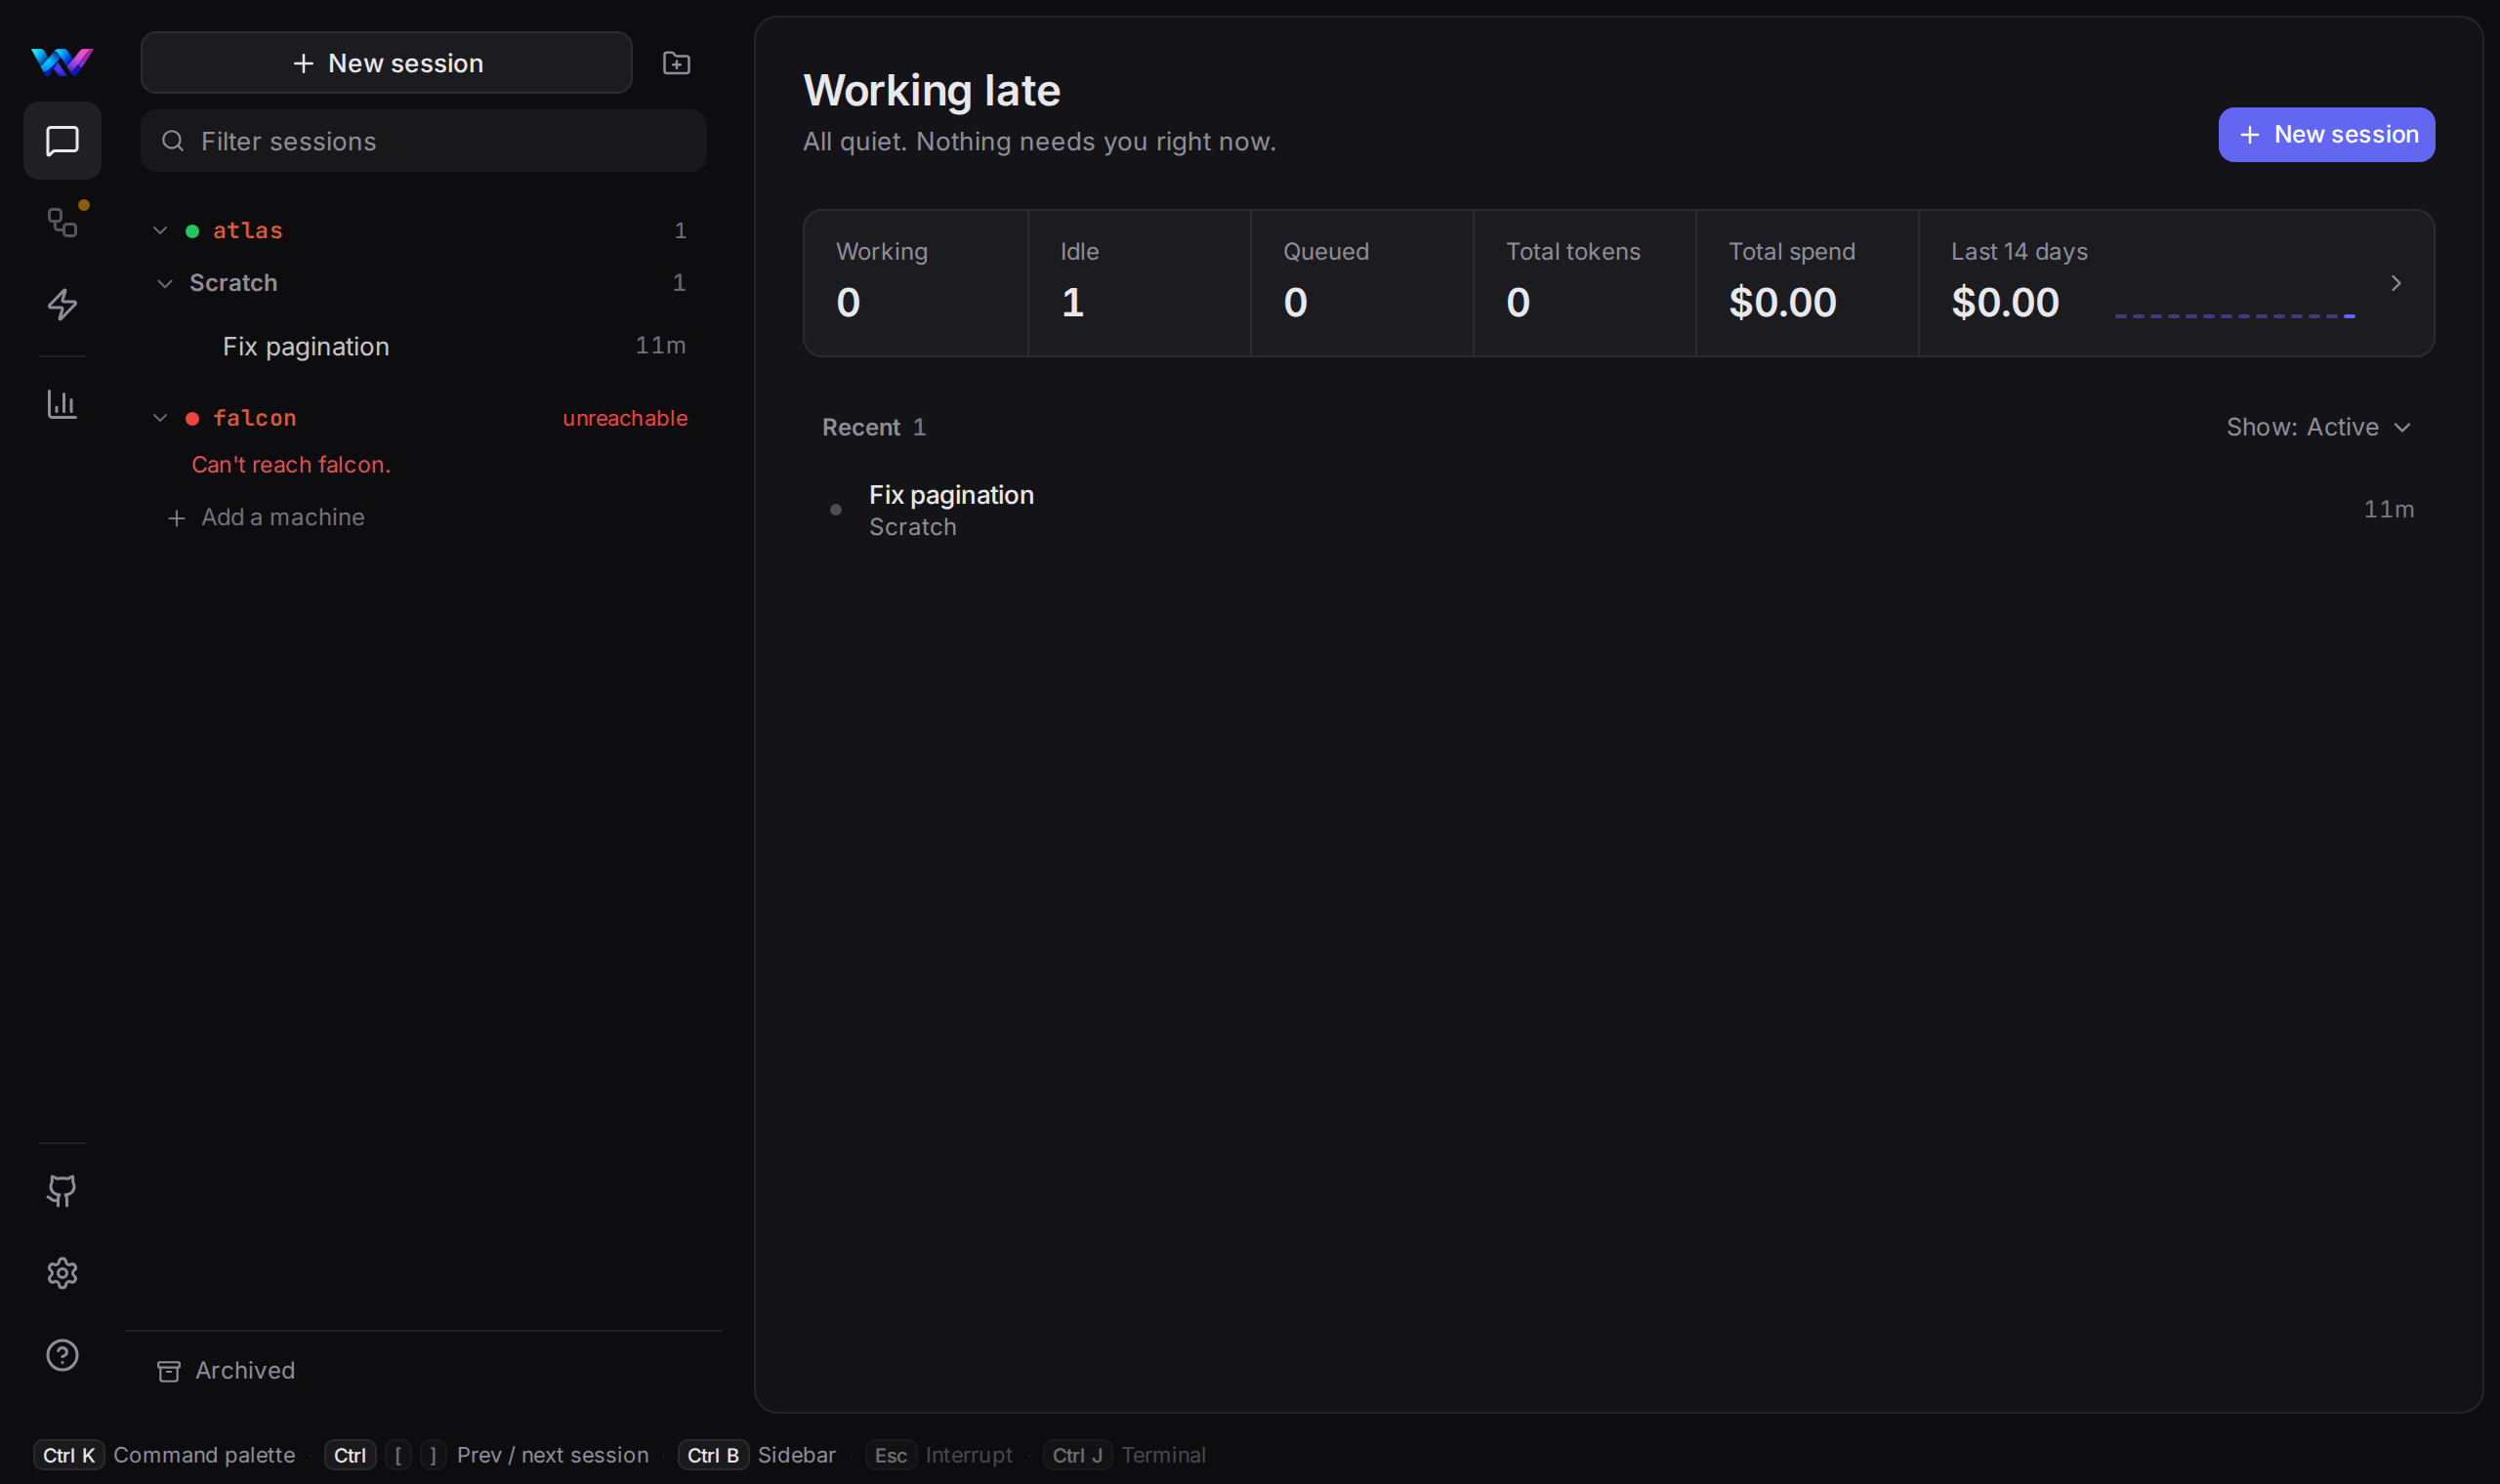 New session
Filter sessions
atlas 1
Scratch 1
Fix pagination 11m
falcon unreachable
Can't reach falcon.
Add a machine
Archived
Working late
All quiet. Nothing needs you right now.
New session
Working Idle Queued Total tokens Total spend Last 14 days
0 1 0 0 $0.00 $0.00
Recent 1 Show: Active
Fix pagination 11m
Scratch
Ctrl K Command palette · Ctrl [ ] Prev / next session · Ctrl B Sidebar · Esc Interrupt · Ctrl J Terminal